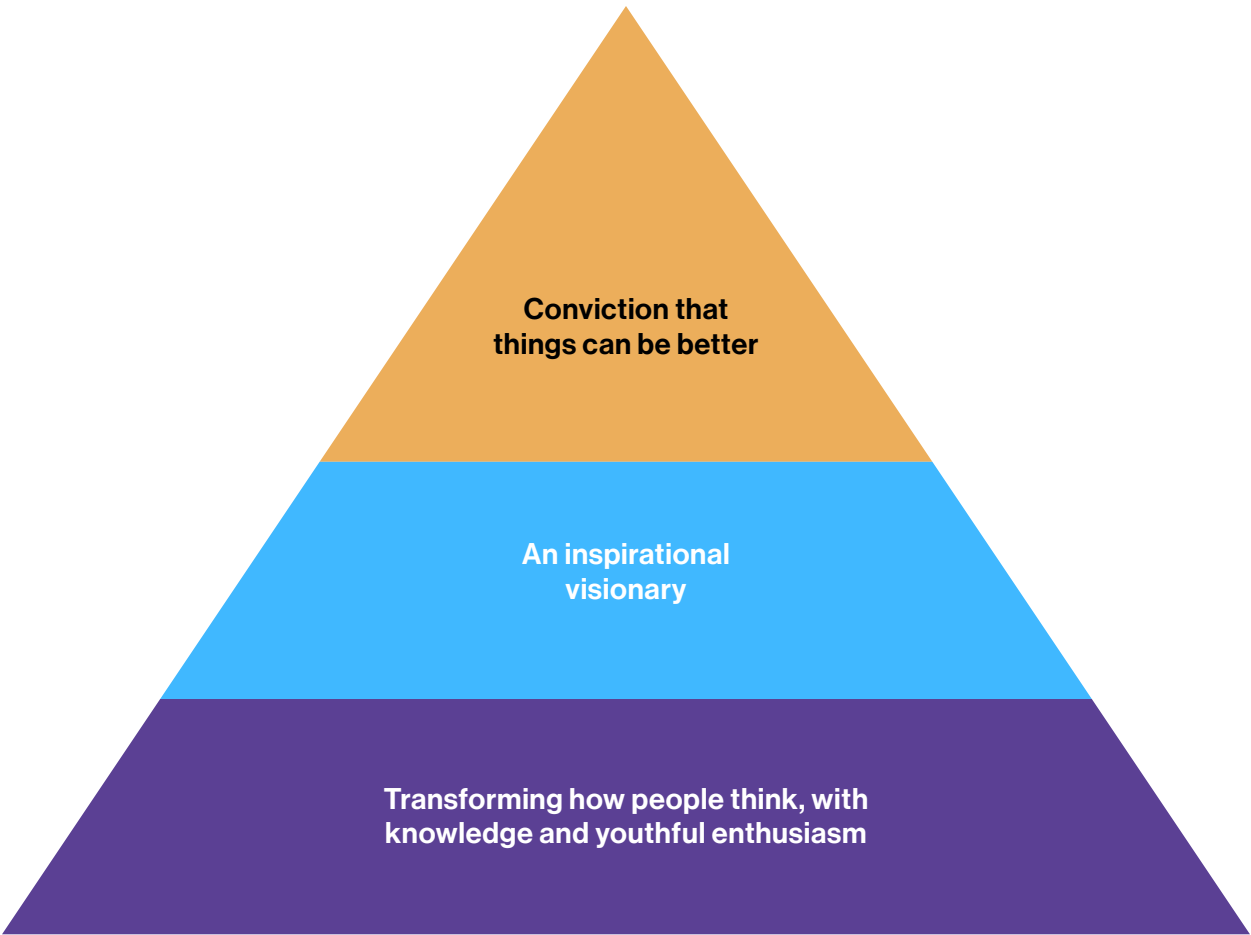 Conviction that
things can be better
An inspirational
visionary
Transforming how people think, with
knowledge and youthful enthusiasm